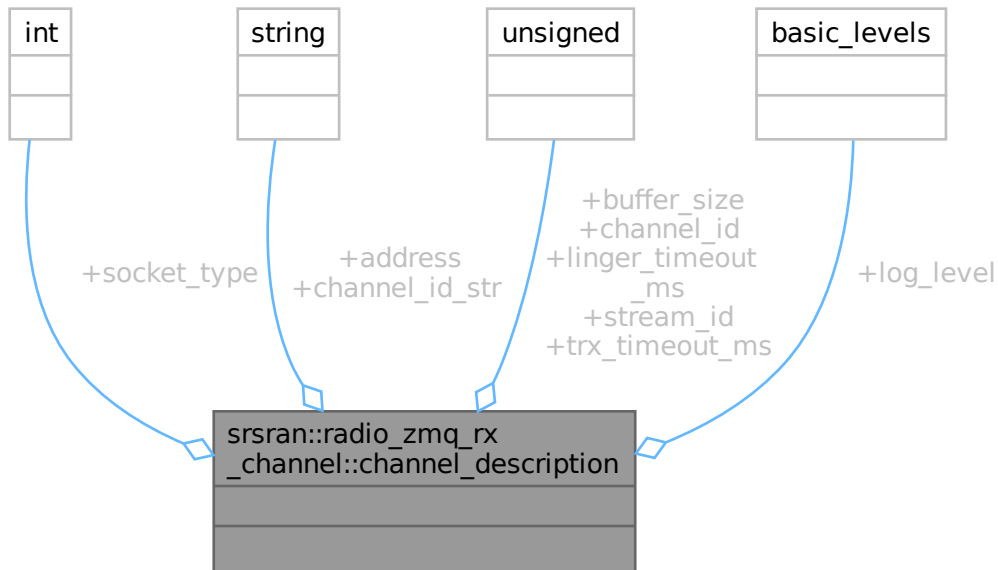 int
string
unsigned
basic_levels
+socket_type
+address
+channel_id_str
+buffer_size
+channel_id
+linger_timeout
_ms
+stream_id
+trx_timeout_ms
+log_level
srsran::radio_zmq_rx
_channel::channel_description